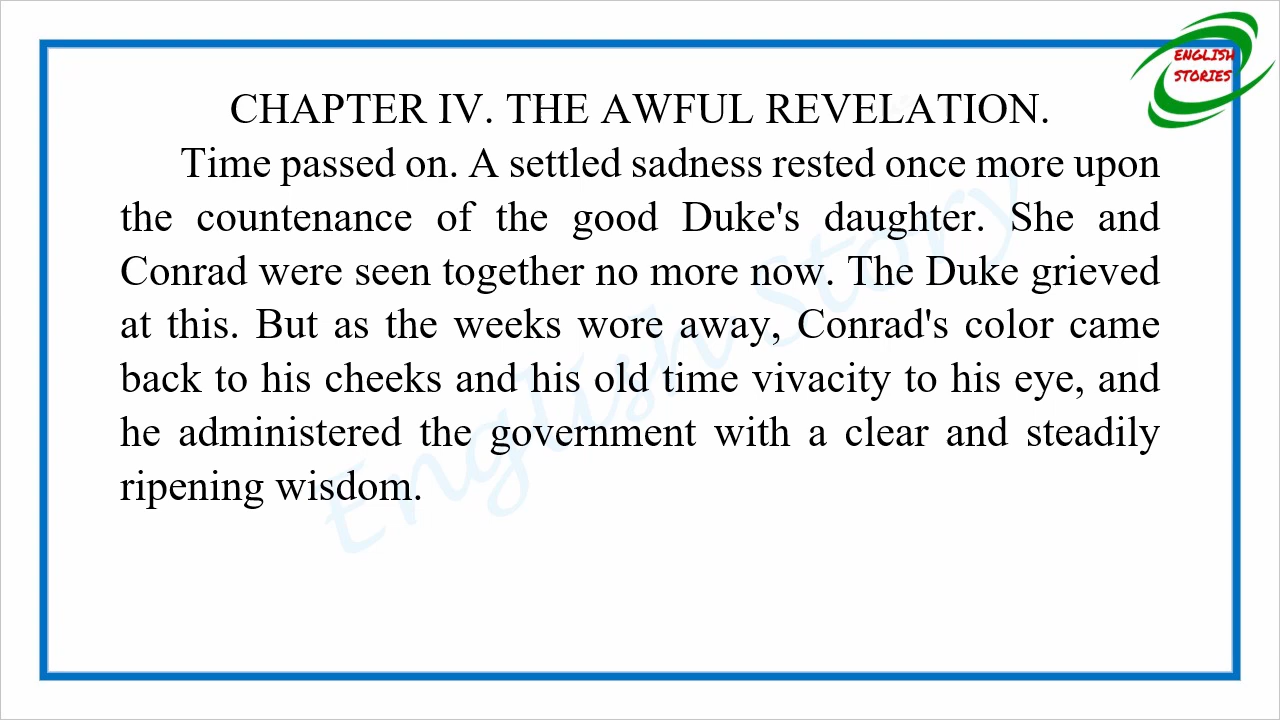 ENGLISH
STORIES
CHAPTER IV. THE AWFUL REVELATION.
Time passed on. A settled sadness rested once more upon
the countenance of the good Duke's daughter. She and
Conrad were seen together no more now. The Duke grieved
at this. But as the weeks wore away, Conrad's color came
back to his cheeks and his old time vivacity to his eye, and
he administered the government with a clear and steadily
ripening wisdom.
English Story